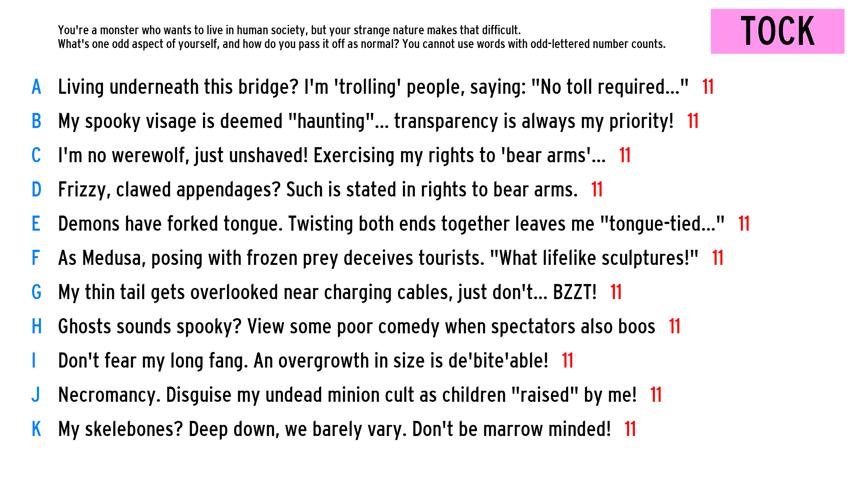 You're a monster who wants to live in human society, but your strange nature makes that difficult.
What's one odd aspect of yourself, and how do you pass it off as normal? You cannot use words with odd-lettered number counts.
TOCK
A Living underneath this bridge? I'm 'trolling' people, saying: "No toll required..." 11
B My spooky visage is deemed "haunting"... transparency is always my priority! 11
C I'm no werewolf, just unshaved! Exercising my rights to 'bear arms'... 11
D Frizzy, clawed appendages? Such is stated in rights to bear arms. 11
E Demons have forked tongue. Twisting both ends together leaves me "tongue-tied..." 11
F As Medusa, posing with frozen prey deceives tourists. "What lifelike sculptures!" 11
G My thin tail gets overlooked near charging cables, just don't... BZZT! 11
H Ghosts sounds spooky? View some poor comedy when spectators also boos 11
I Don't fear my long fang. An overgrowth in size is de'bite'able! 11
J Necromancy. Disguise my undead minion cult as children "raised" by me! 11
K My skelebones? Deep down, we barely vary. Don't be marrow minded! 11